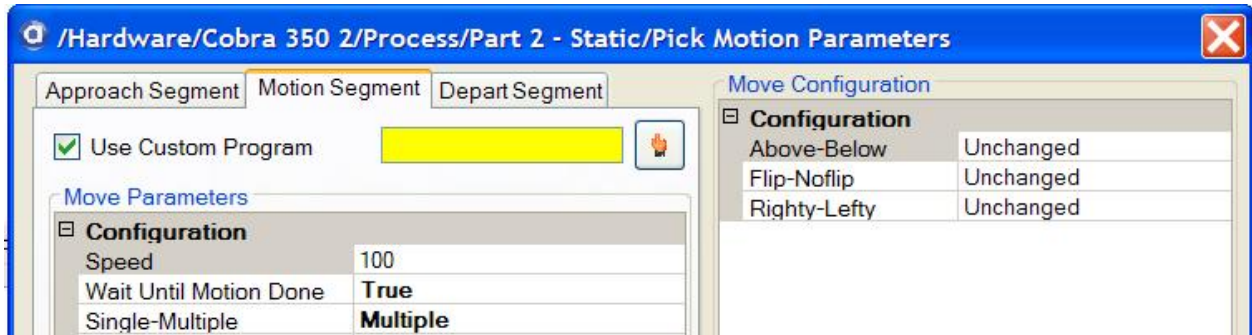 /Hardware/Cobra 350 2/Process/Part 2 - Static/Pick Motion Parameters
Approach Segment Motion Segment Depart Segment
Use Custom Program
Move Parameters
Configuration
Speed 100
Wait Until Motion Done True
Single-Multiple Multiple
Move Configuration
Configuration
Above-Below Unchanged
Flip-Noflip Unchanged
Righty-Lefty Unchanged